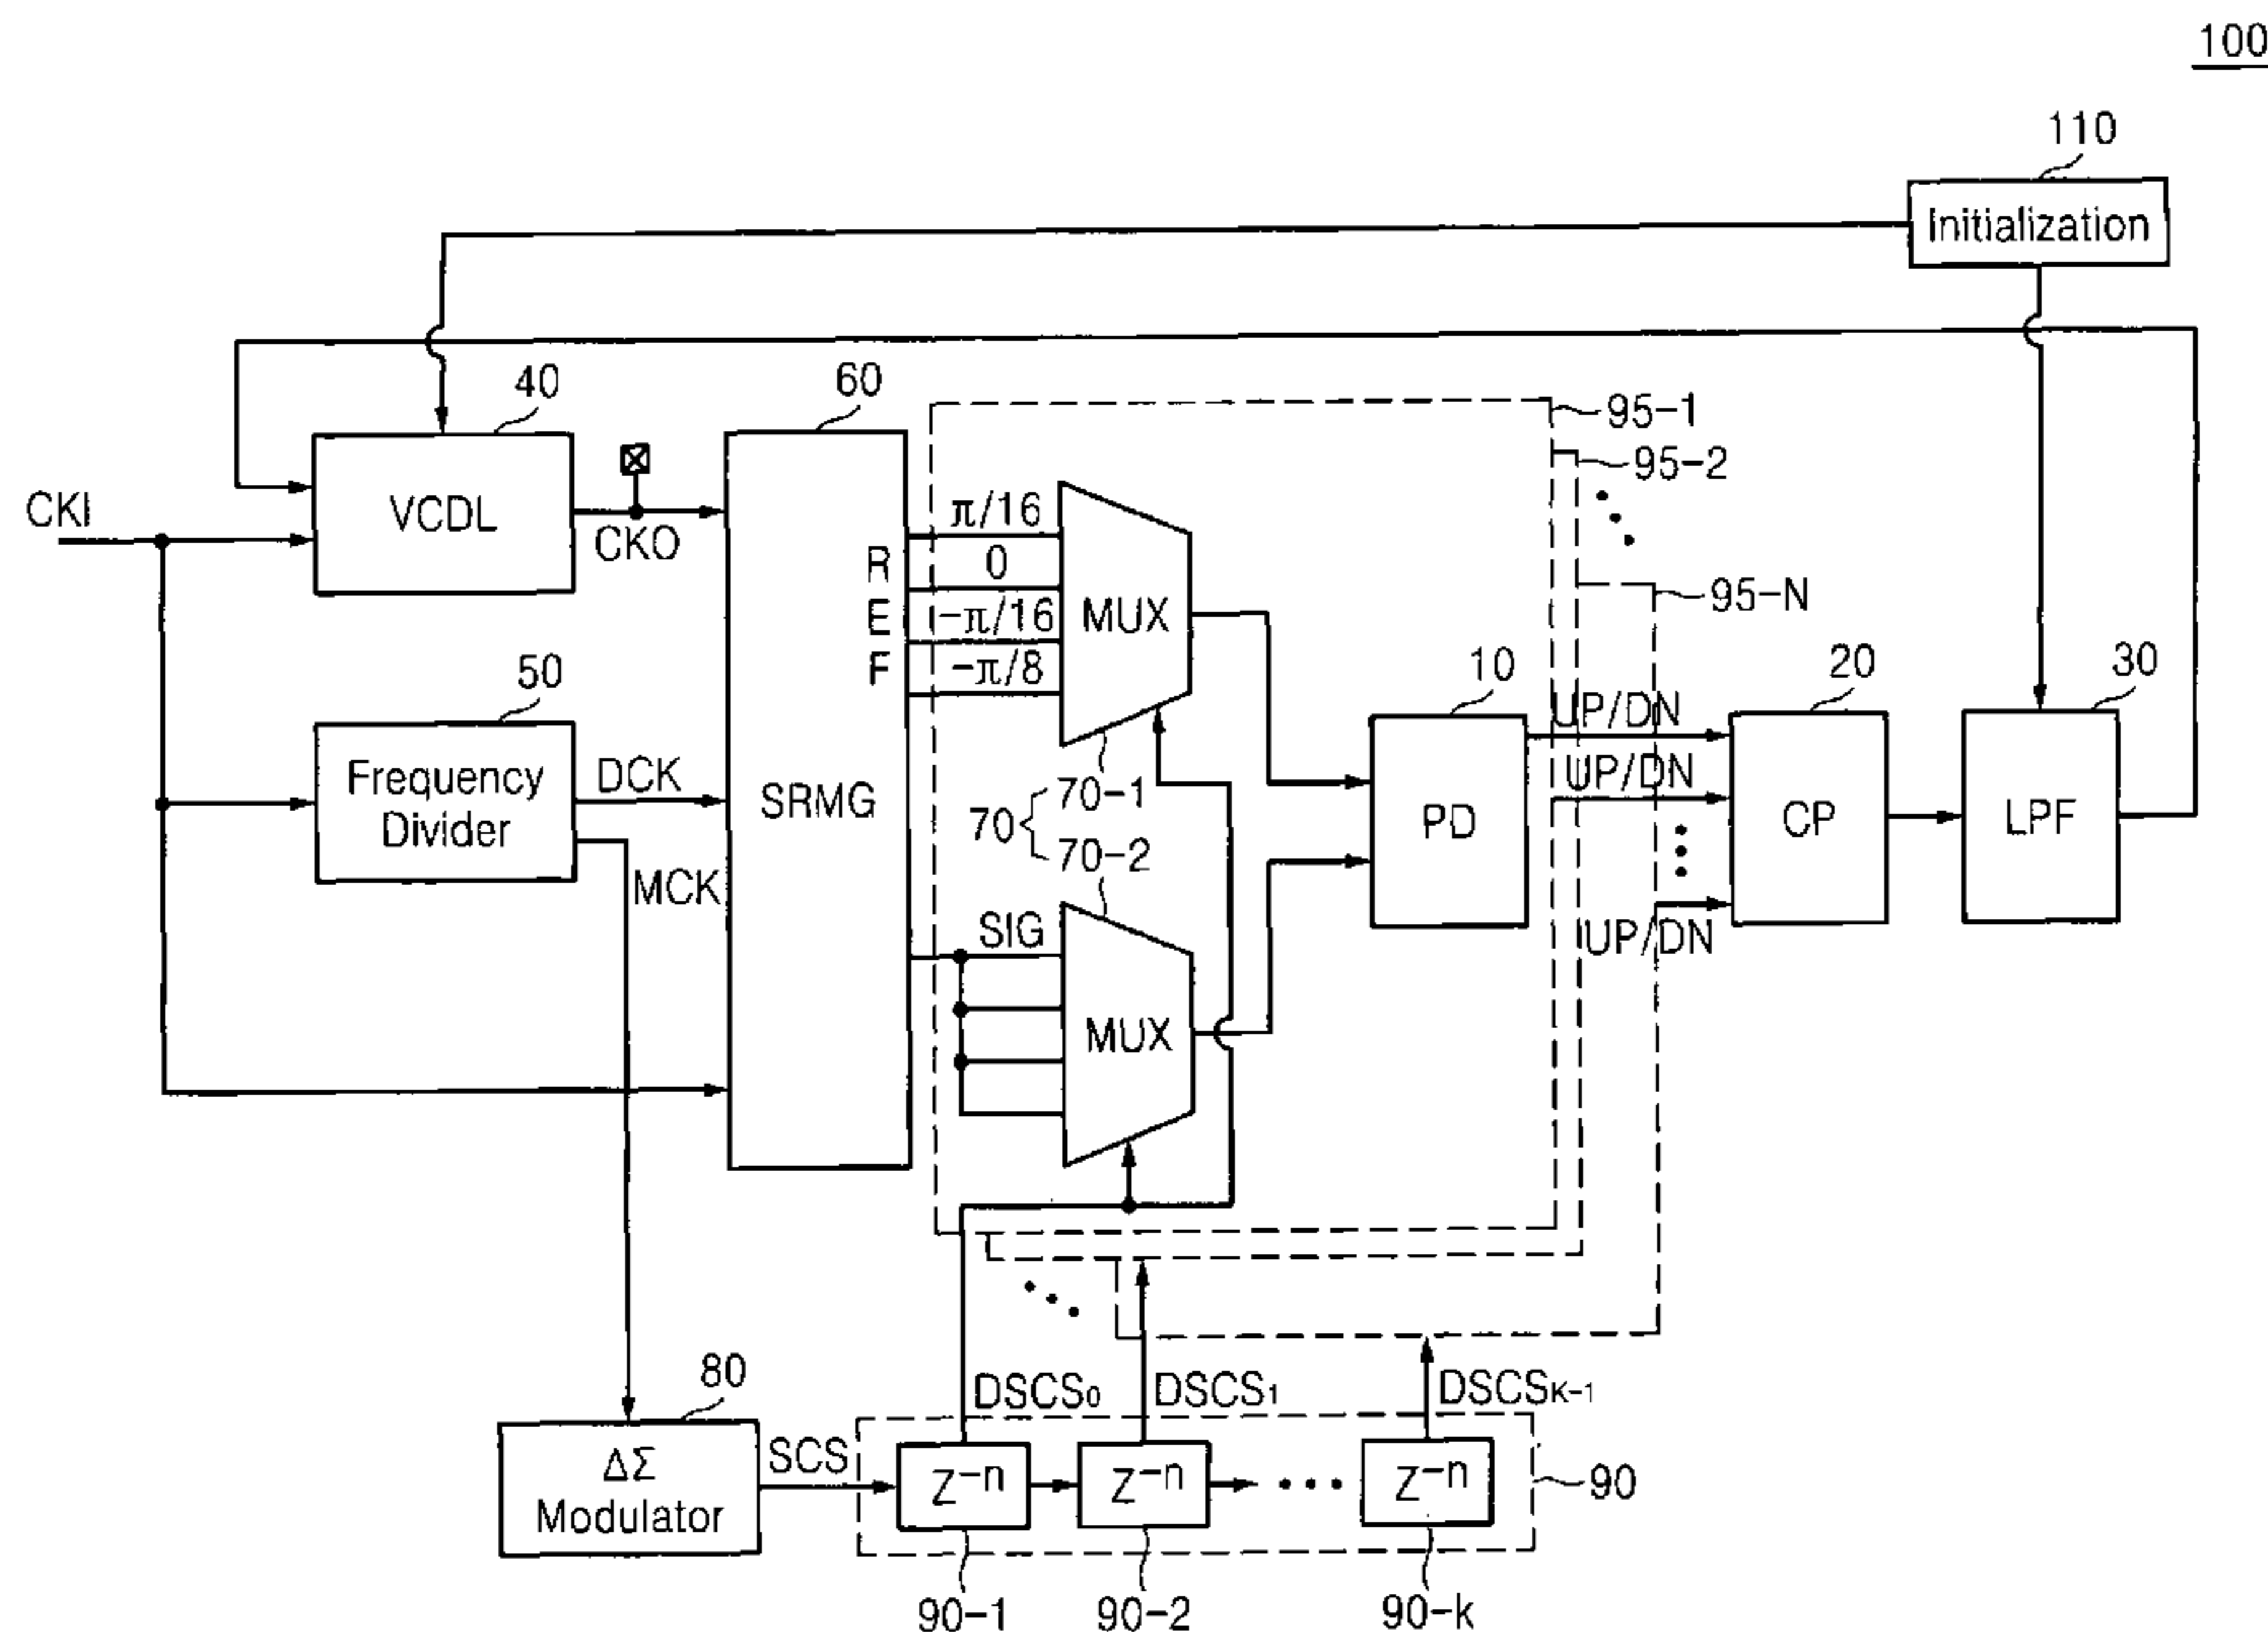 100
110
Initialization
40
60
95-1
95-2
95-N
CKI
VCDL
CKO
R
E
F
π/16
0
-π/16
-π/8
MUX
50
Frequency
Divider
DCK
MCK
SRMG
70
70-1
70-2
10
PD
UP/DN
UP/DN
UP/DN
20
CP
30
LPF
SIG
MUX
80
ΔΣ
Modulator
SCS
DSCS₀
DSCS₁
DSCSK-1
Z⁻ⁿ
Z⁻ⁿ
Z⁻ⁿ
90
90-1
90-2
90-k